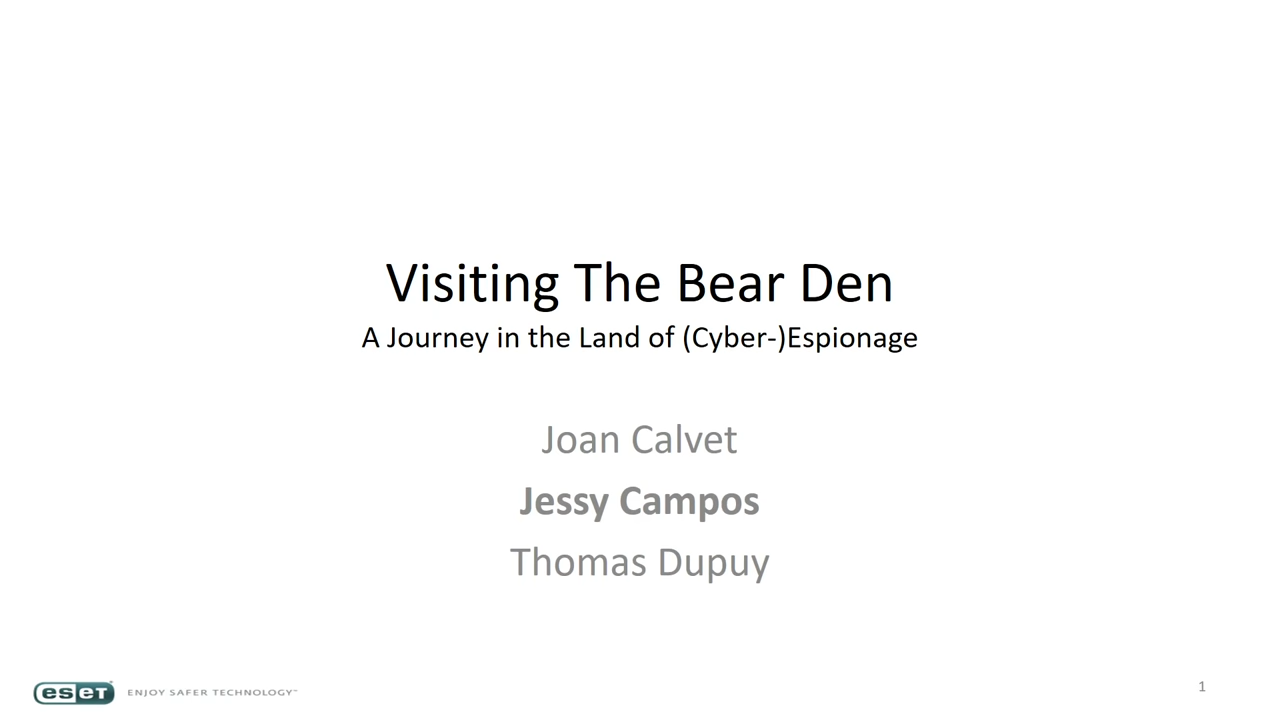 Visiting The Bear Den
A Journey in the Land of (Cyber-)Espionage
Joan Calvet
Jessy Campos
Thomas Dupuy
eset ENJOY SAFER TECHNOLOGY™
1